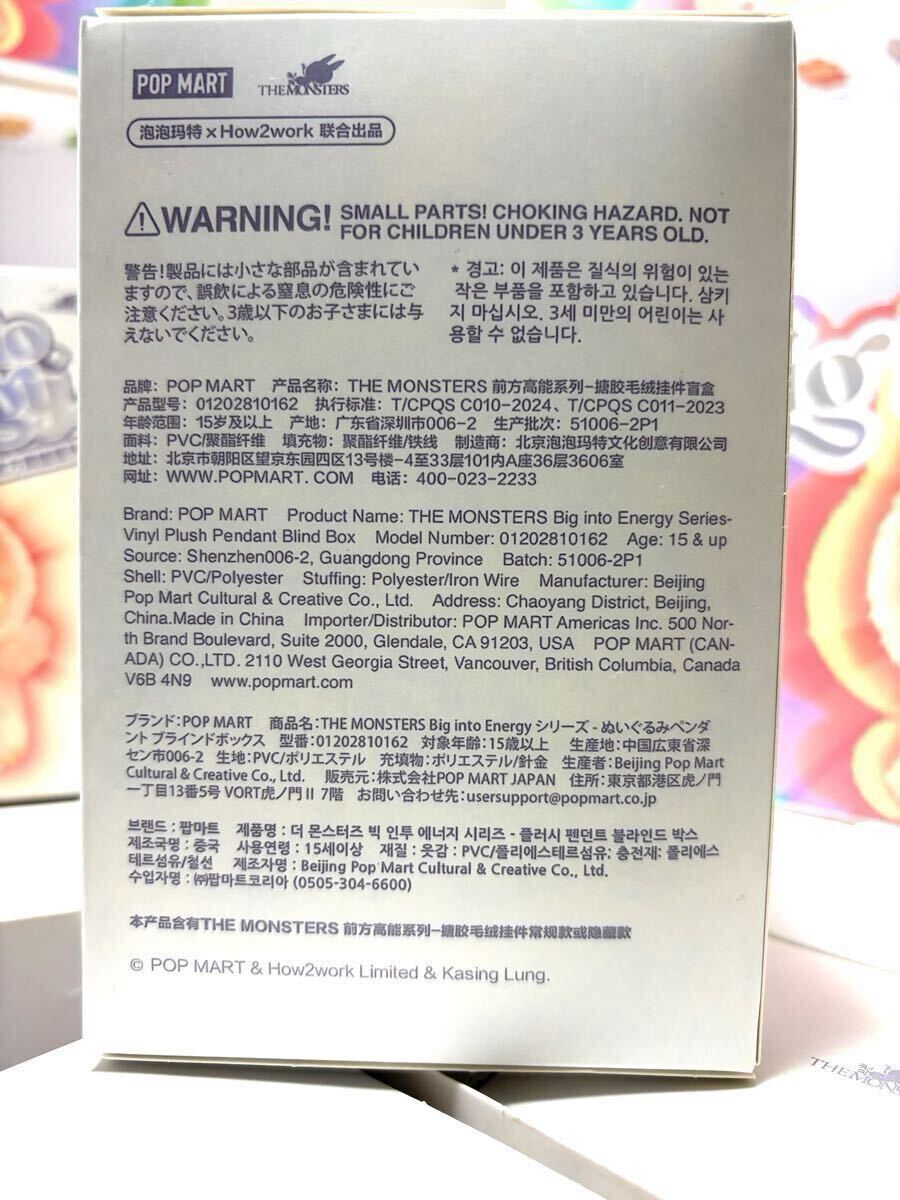 POP MART THE MONSTERS
泡泡玛特×How2work 联合出品
WARNING! SMALL PARTS! CHOKING HAZARD. NOT
FOR CHILDREN UNDER 3 YEARS OLD.
警告!製品には小さな部品が含まれてい
ますので、誤飲による窒息の危険性にご
注意ください。3歳以下のお子さまには与
えないでください。
* 경고: 이 제품은 질식의 위험이 있는
작은 부품을 포함하고 있습니다. 삼키
지 마십시오. 3세 미만의 어린이는 사
용할 수 없습니다.
品牌: POP MART 产品名称: THE MONSTERS 前方高能系列-搪胶毛绒挂件盲盒
产品型号: 01202810162 执行标准: T/CPQS C010-2024、T/CPQS C011-2023
年龄范围: 15岁及以上 产地: 广东省深圳市006-2 生产批次: 51006-2P1
面料: PVC/聚酯纤维 填充物: 聚酯纤维/铁线 制造商: 北京泡泡玛特文化创意有限公司
地址: 北京市朝阳区望京东园四区13号楼-4至33层101内A座36层3606室
网址: WWW.POPMART. COM 电话: 400-023-2233
Brand: POP MART Product Name: THE MONSTERS Big into Energy Series-
Vinyl Plush Pendant Blind Box Model Number: 01202810162 Age: 15 & up
Source: Shenzhen006-2, Guangdong Province Batch: 51006-2P1
Shell: PVC/Polyester Stuffing: Polyester/Iron Wire Manufacturer: Beijing
Pop Mart Cultural & Creative Co., Ltd. Address: Chaoyang District, Beijing,
China.Made in China Importer/Distributor: POP MART Americas Inc. 500 Nor-
th Brand Boulevard, Suite 2000, Glendale, CA 91203, USA POP MART (CAN-
ADA) CO.,LTD. 2110 West Georgia Street, Vancouver, British Columbia, Canada
V6B 4N9 www.popmart.com
ブランド:POP MART 商品名:THE MONSTERS Big into Energy シリーズ - ぬいぐるみペンダ
ント ブラインドボックス 型番:01202810162 対象年齢:15歳以上 生産地:中国広東省深
セン市006-2 生地:PVC/ポリエステル 充填物:ポリエステル/針金 生産者:Beijing Pop Mart
Cultural & Creative Co., Ltd. 販売元:株式会社POP MART JAPAN 住所:東京都港区虎ノ門
一丁目13番5号 VORT虎ノ門Ⅱ 7階 お問い合わせ先:usersupport@popmart.co.jp
브랜드 : 팝마트 제품명 : 더 몬스터즈 빅 인투 에너지 시리즈 - 플러시 펜던트 블라인드 박스
제조국명 : 중국 사용연령 : 15세이상 재질 : 옷감 : PVC/폴리에스테르섬유; 충전재: 폴리에스
테르섬유/철선 제조자명 : Beijing Pop Mart Cultural & Creative Co., Ltd.
수입자명 : ㈜팝마트코리아 (0505-304-6600)
本产品含有THE MONSTERS 前方高能系列-搪胶毛绒挂件常规款或隐藏款
© POP MART & How2work Limited & Kasing Lung.
THE MONSTERS